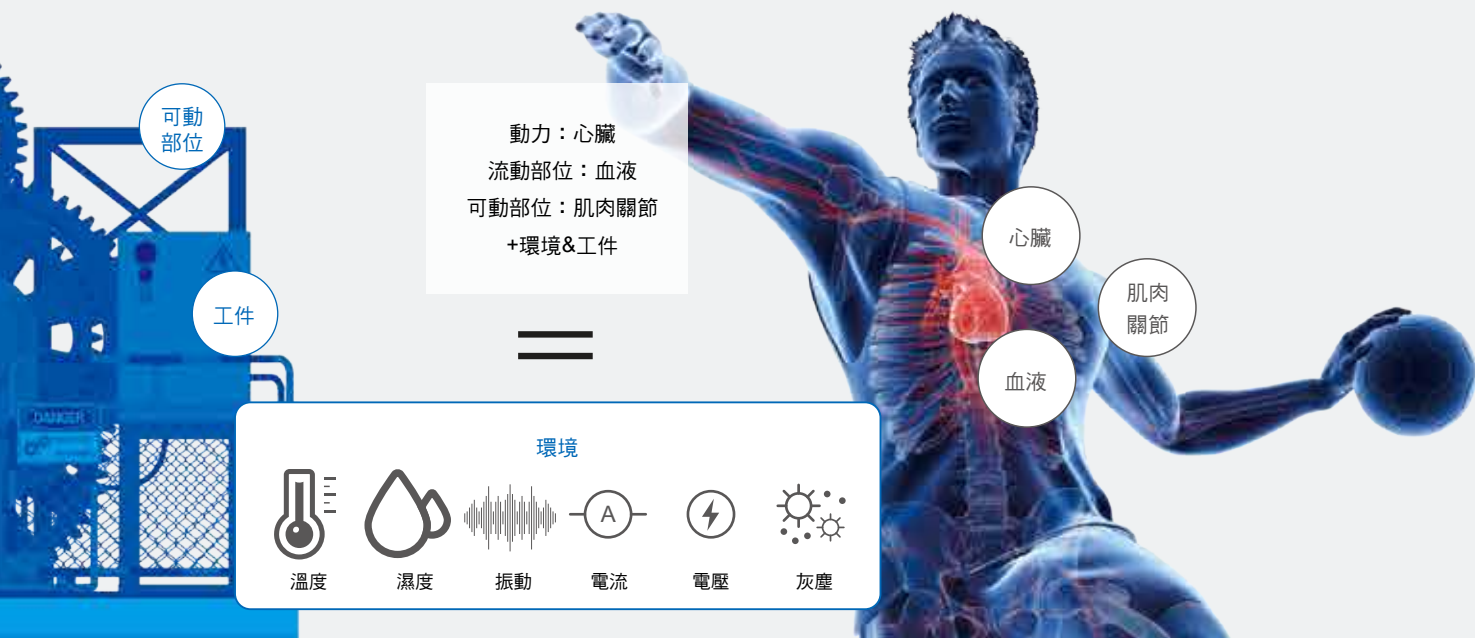 可動
部位
工件
DANGER
動力：心臟
流動部位：血液
可動部位：肌肉關節
+環境&工件
心臟
肌肉
關節
血液
環境
A
溫度
濕度
振動
電流
電壓
灰塵